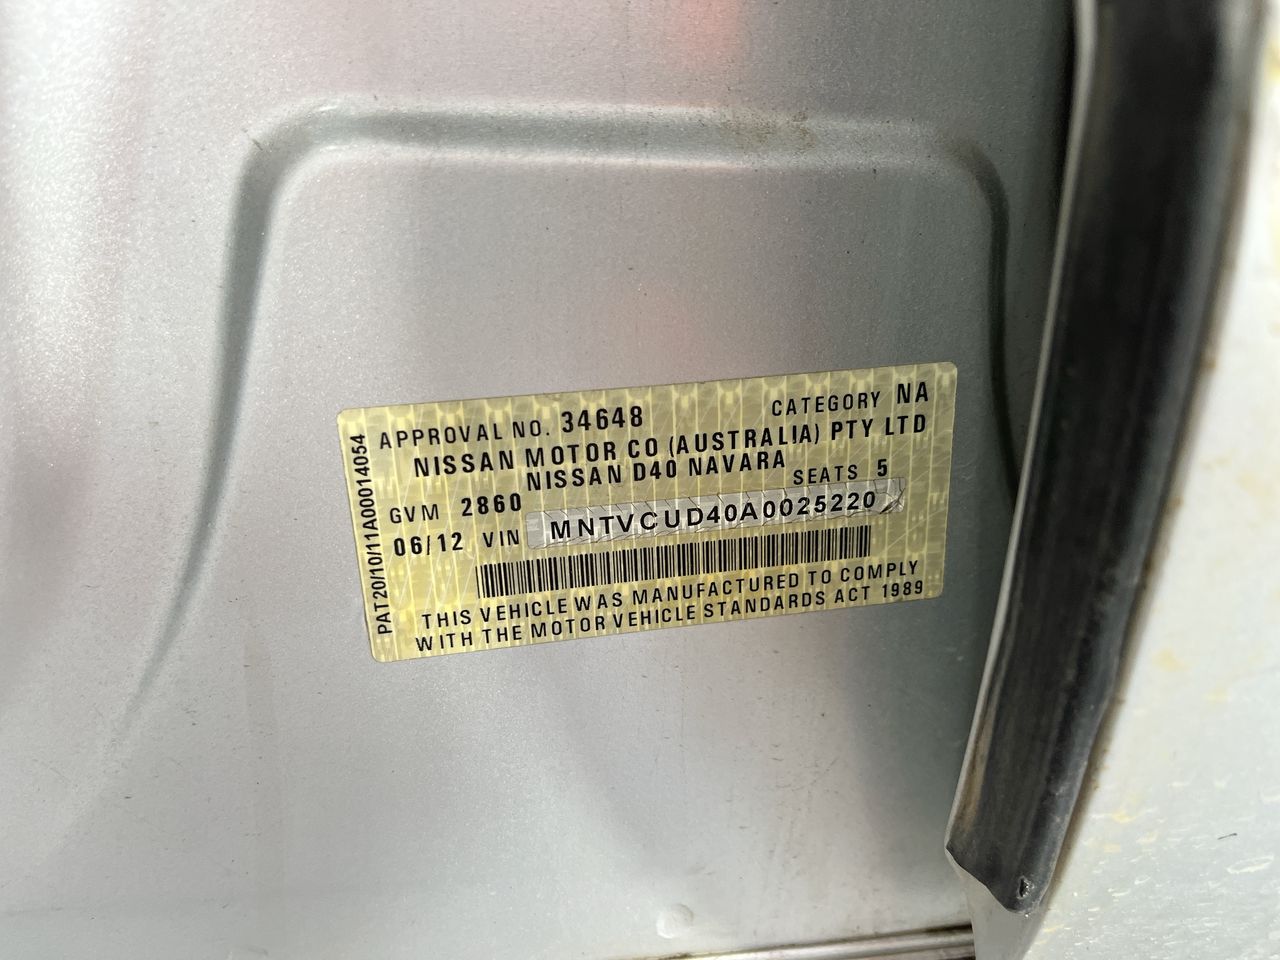 APPROVAL NO. 34648 CATEGORY NA
NISSAN MOTOR CO (AUSTRALIA) PTY LTD
NISSAN D40 NAVARA
GVM 2860 SEATS 5
06/12 VIN MNTVCUD40A0025220
THIS VEHICLE WAS MANUFACTURED TO COMPLY
WITH THE MOTOR VEHICLE STANDARDS ACT 1989
PAT20/10/11A00014054